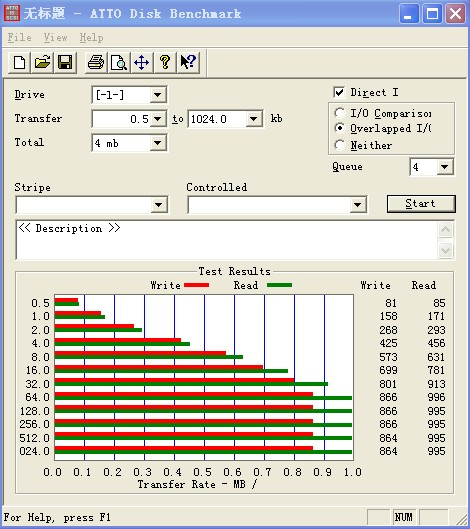 无标题 - ATTO Disk Benchmark
File View Help
Drive [-l-] Direct I
Transfer 0.5 to 1024.0 kb I/O Comparison
Total 4 mb Overlapped I/(
Neither
Queue 4
Stripe Controlled Start
<< Description >>
Test Results
Write Read Write Read
0.5 81 85
1.0 158 171
2.0 268 293
4.0 425 456
8.0 573 631
16.0 699 781
32.0 801 913
64.0 866 996
128.0 866 995
256.0 866 995
512.0 864 995
024.0 864 995
0.0 0.1 0.2 0.3 0.4 0.5 0.6 0.7 0.8 0.9 1.0
Transfer Rate - MB /
For Help, press F1 NUM